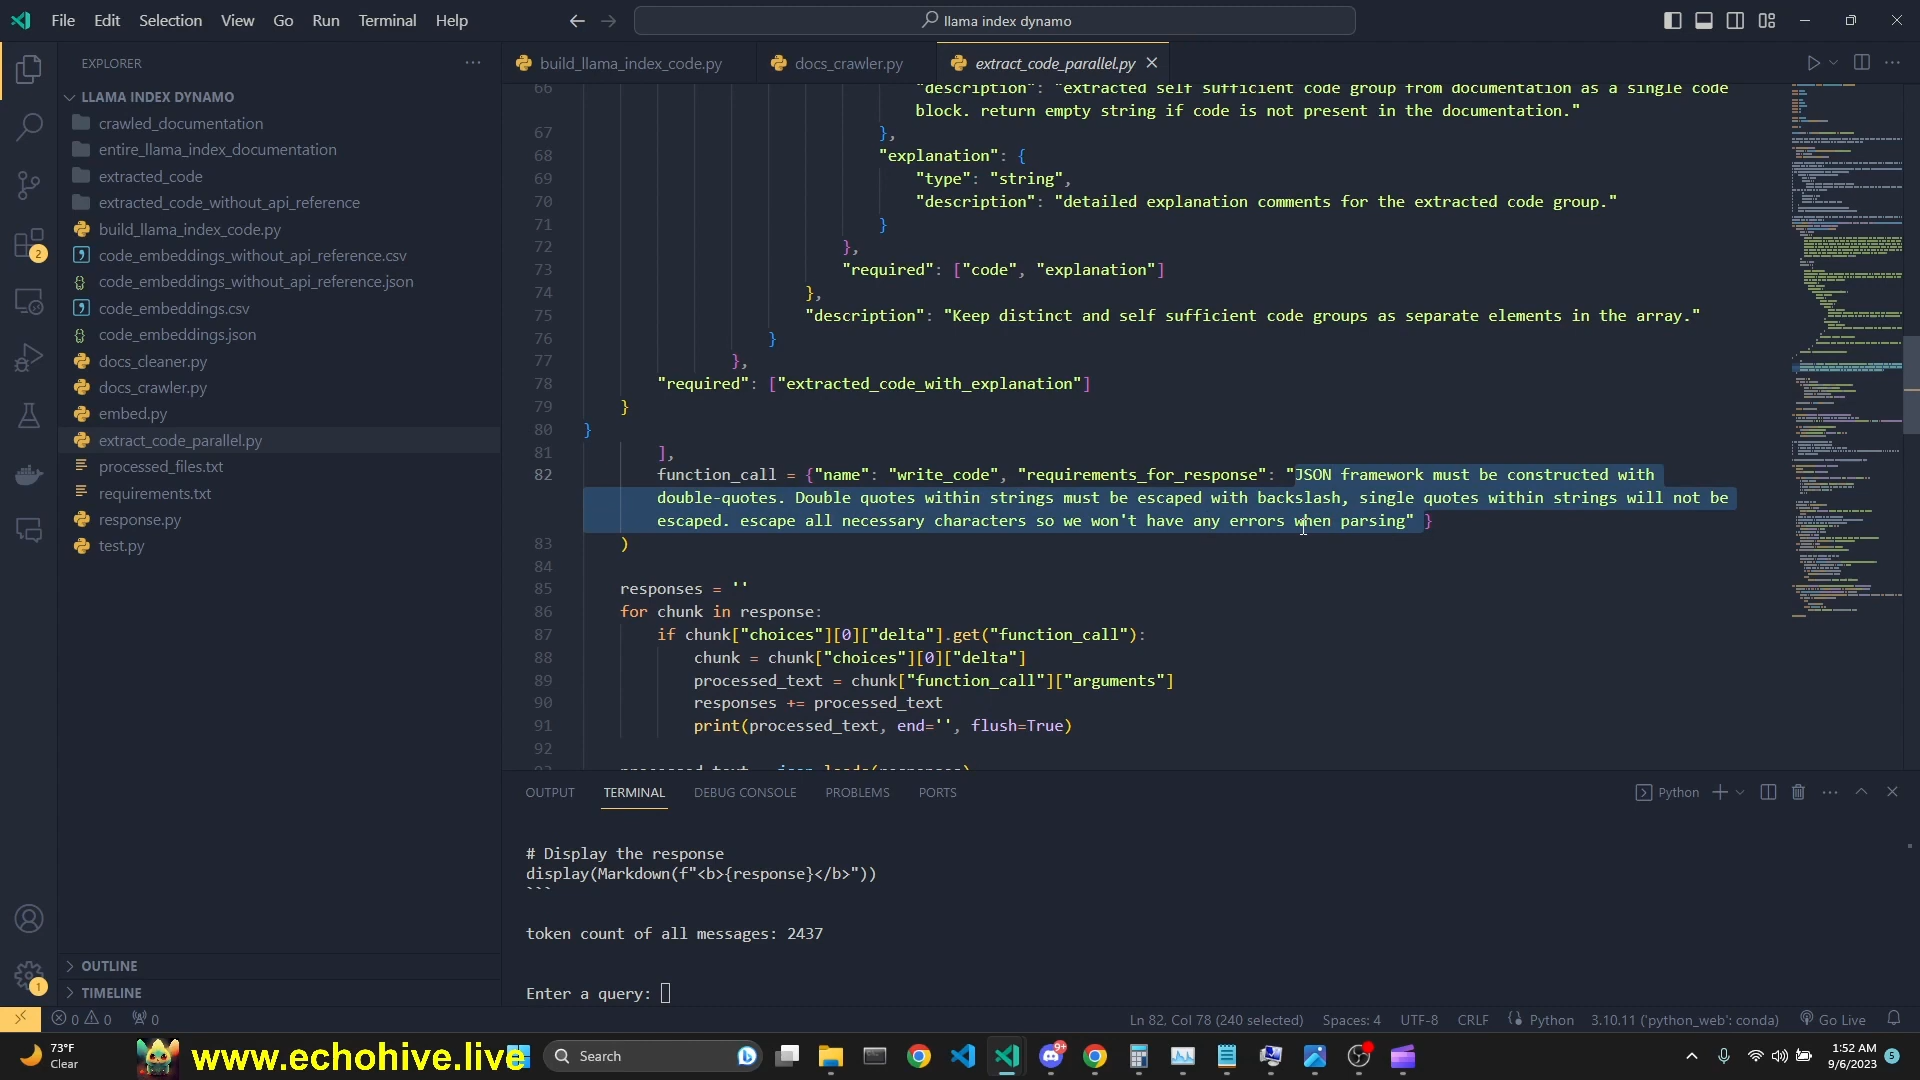 File Edit Selection View Go Run Terminal Help
llama index dynamo
EXPLORER
LLAMA INDEX DYNAMO
crawled_documentation
entire_llama_index_documentation
extracted_code
extracted_code_without_api_reference
build_llama_index_code.py
code_embeddings_without_api_reference.csv
code_embeddings_without_api_reference.json
code_embeddings.csv
code_embeddings.json
docs_cleaner.py
docs_crawler.py
embed.py
extract_code_parallel.py
processed_files.txt
requirements.txt
response.py
test.py
OUTLINE
TIMELINE
2
1
build_llama_index_code.py docs_crawler.py extract_code_parallel.py
66 "description": "extracted self sufficient code group from documentation as a single code
block. return empty string if code is not present in the documentation."
67 },
68 "explanation": {
69 "type": "string",
70 "description": "detailed explanation comments for the extracted code group."
71 }
72 },
73 "required": ["code", "explanation"]
74 },
75 "description": "Keep distinct and self sufficient code groups as separate elements in the array."
76 }
77 },
78 "required": ["extracted_code_with_explanation"]
79 }
80 }
81 ],
82 function_call = {"name": "write_code", "requirements_for_response": "JSON framework must be constructed with
double-quotes. Double quotes within strings must be escaped with backslash, single quotes within strings will not be
escaped. escape all necessary characters so we won't have any errors when parsing" }
83 )
84
85 responses = ''
86 for chunk in response:
87 if chunk["choices"][0]["delta"].get("function_call"):
88 chunk = chunk["choices"][0]["delta"]
89 processed_text = chunk["function_call"]["arguments"]
90 responses += processed_text
91 print(processed_text, end='', flush=True)
92
OUTPUT TERMINAL DEBUG CONSOLE PROBLEMS PORTS
Python
# Display the response
display(Markdown(f"<b>{response}</b>"))
```
token count of all messages: 2437
Enter a query:
0 0 0
Ln 82, Col 78 (240 selected) Spaces: 4 UTF-8 CRLF Python 3.10.11 ('python_web': conda) Go Live
73°F
Clear
www.echohive.live
Search
9+
1:52 AM
9/6/2023
5